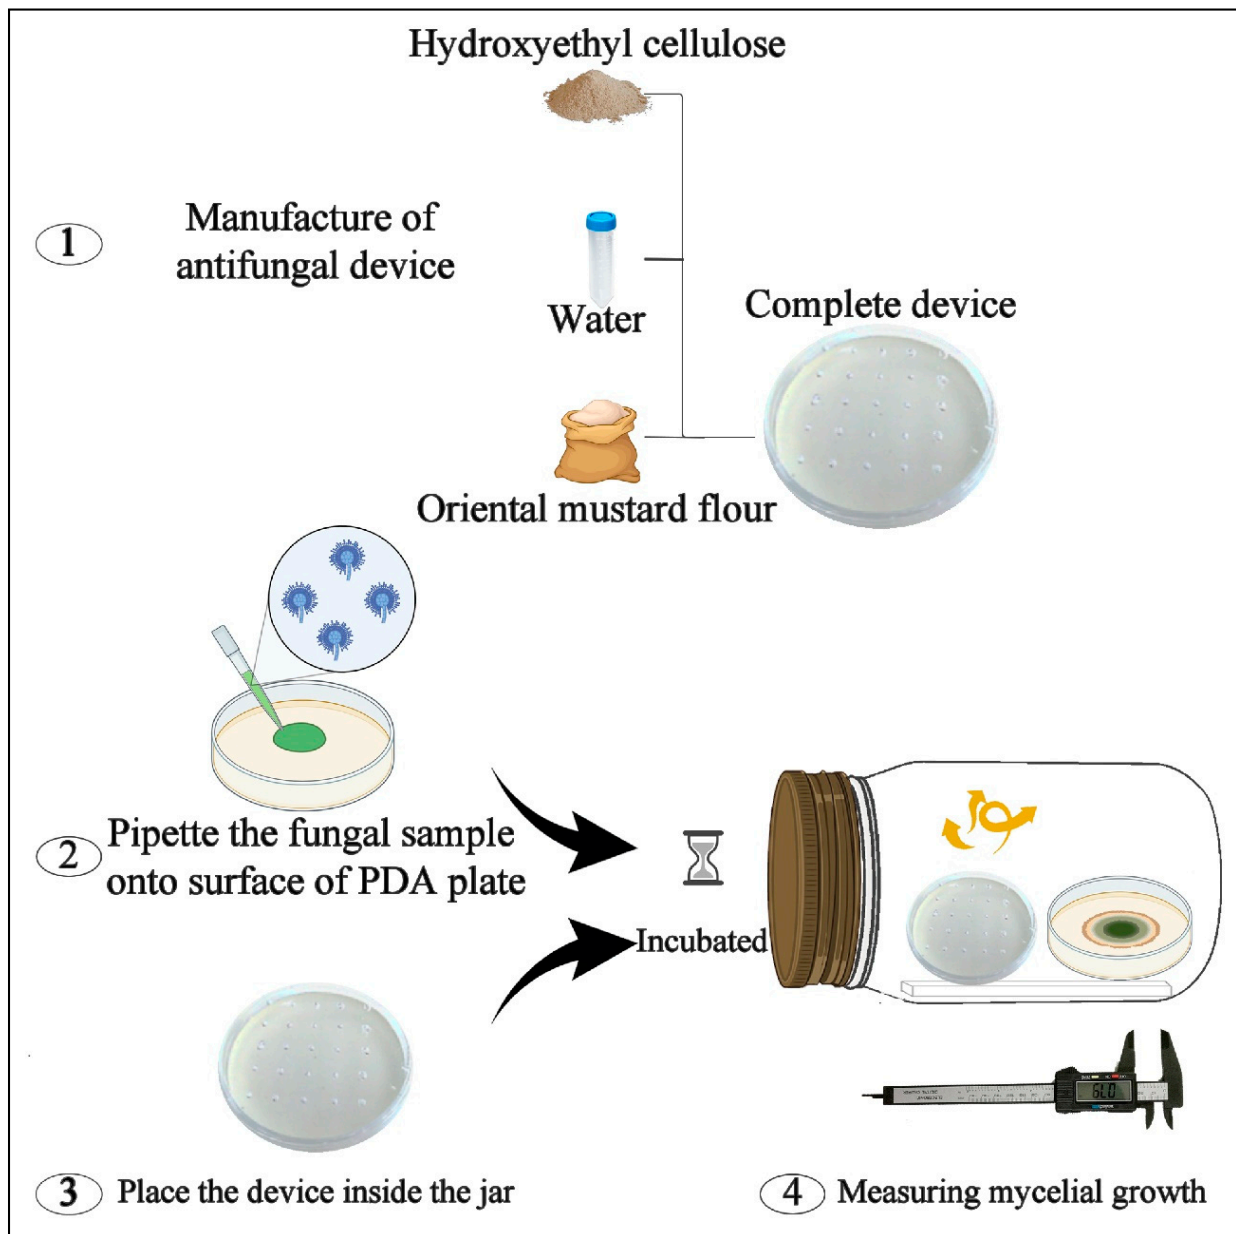 Hydroxyethyl cellulose
1
Manufacture of
antifungal device
Water
Complete device
Oriental mustard flour
2
Pipette the fungal sample
onto surface of PDA plate
Incubated
3
Place the device inside the jar
4
Measuring mycelial growth